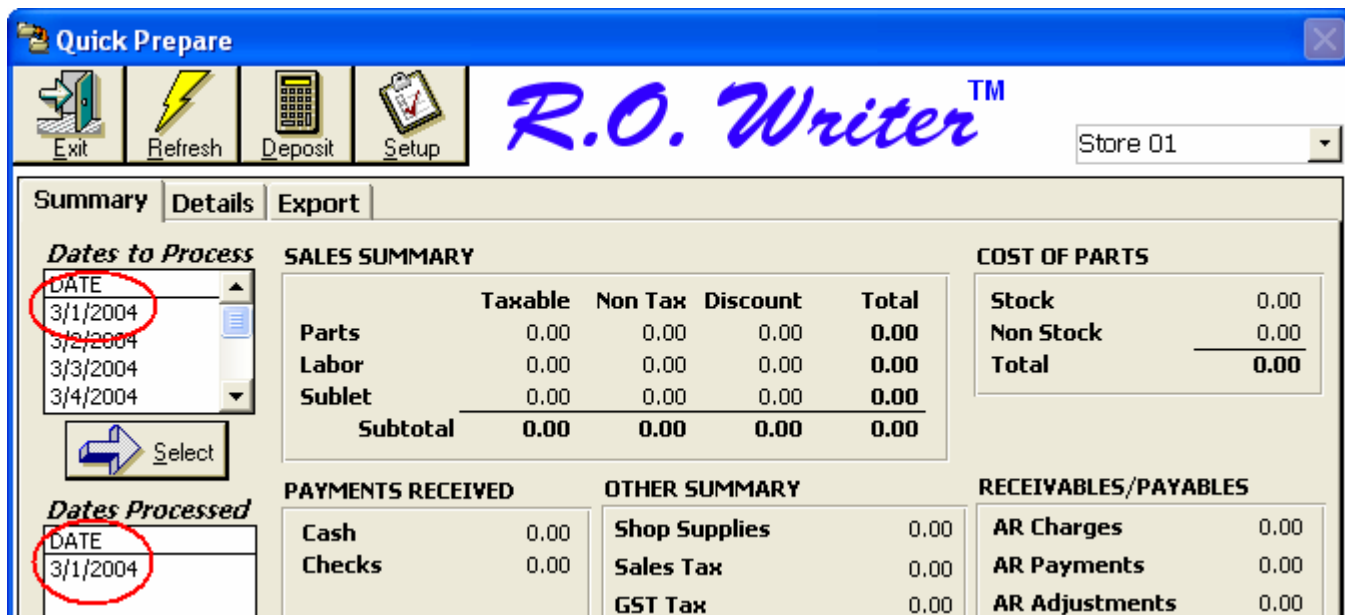 Quick Prepare
Exit Refresh Deposit Setup
R.O. Writer™
Store 01
Summary Details Export
Dates to Process
DATE
3/1/2004
3/2/2004
3/3/2004
3/4/2004
Select
Dates Processed
DATE
3/1/2004
SALES SUMMARY
Taxable Non Tax Discount Total
Parts 0.00 0.00 0.00 0.00
Labor 0.00 0.00 0.00 0.00
Sublet 0.00 0.00 0.00 0.00
Subtotal 0.00 0.00 0.00 0.00
COST OF PARTS
Stock 0.00
Non Stock 0.00
Total 0.00
PAYMENTS RECEIVED
Cash 0.00
Checks 0.00
OTHER SUMMARY
Shop Supplies 0.00
Sales Tax 0.00
GST Tax 0.00
RECEIVABLES/PAYABLES
AR Charges 0.00
AR Payments 0.00
AR Adjustments 0.00